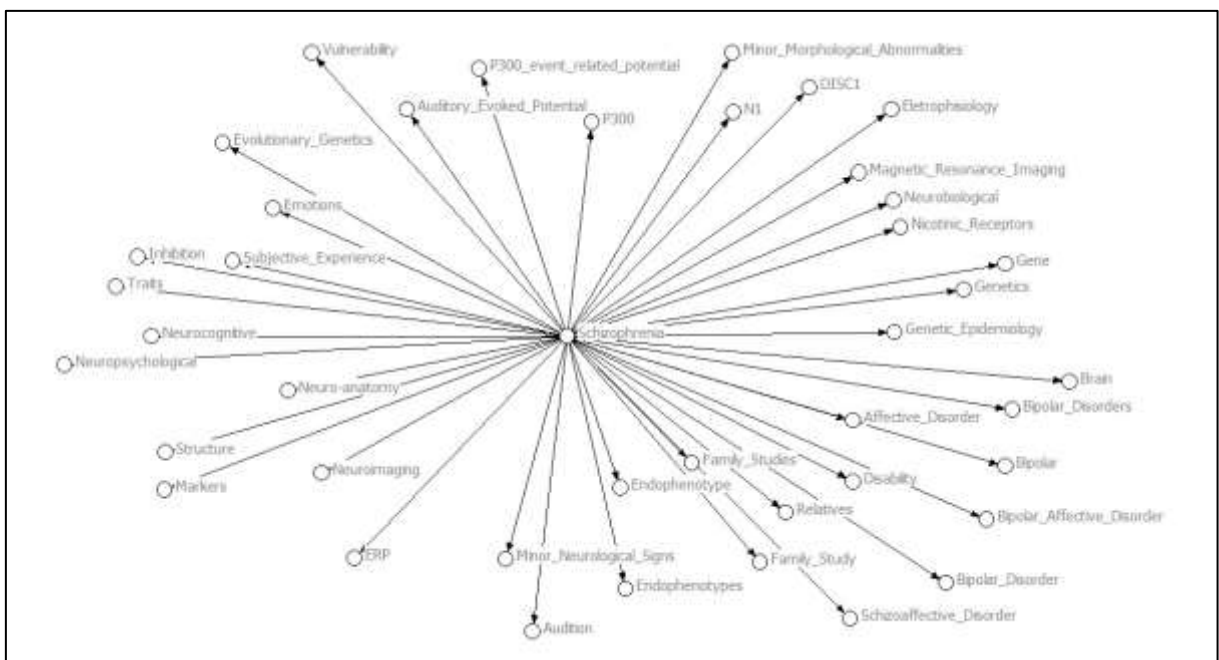 Vulnerability
Minor_Morphological_Abnormalities
P300_event_related_potential
DISC1
Auditory_Evoked_Potential
N1
Eletrophisiology
P300
Evolutionary_Genetics
Magnetic_Resonance_Imaging
Neurobiological
Emotions
Nicotinic_Receptors
Inhibition
Subjective_Experience
Gene
Traits
Genetics
Neurocognitive
Schizophrenia
Genetic_Epidemiology
Neuropsychological
Brain
Neuro-anatomy
Bipolar_Disorders
Affective_Disorder
Structure
Family_Studies
Bipolar
Neuroimaging
Disability
Markers
Endophenotype
Relatives
Bipolar_Affective_Disorder
ERP
Minor_Neurological_Signs
Family_Study
Endophenotypes
Bipolar_Disorder
Schizoaffective_Disorder
Audition